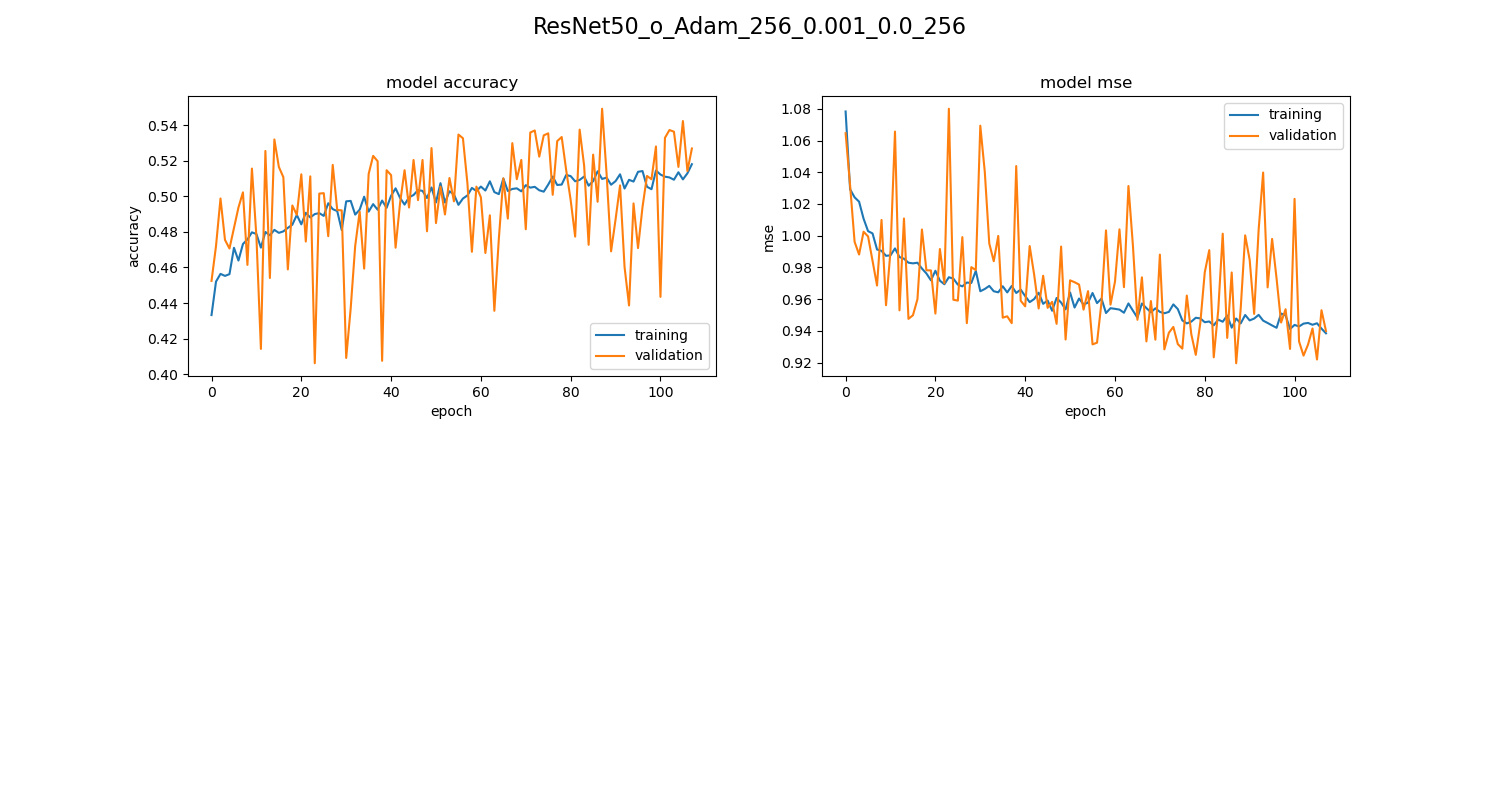 ResNet50_o_Adam_256_0.001_0.0_256
model accuracy
accuracy
0.54
0.52
0.50
0.48
0.46
0.44
0.42
0.40
training
validation
0 20 40 60 80 100
epoch
model mse
mse
1.08
1.06
1.04
1.02
1.00
0.98
0.96
0.94
0.92
training
validation
0 20 40 60 80 100
epoch